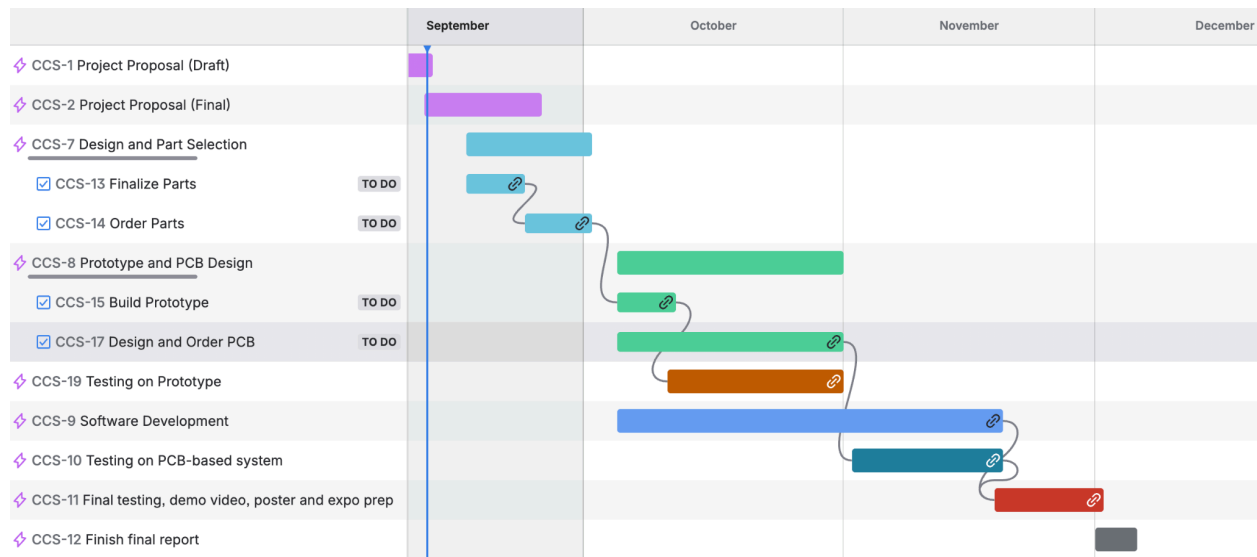 September October November December
CCS-1 Project Proposal (Draft)
CCS-2 Project Proposal (Final)
CCS-7 Design and Part Selection
CCS-13 Finalize Parts TO DO
CCS-14 Order Parts TO DO
CCS-8 Prototype and PCB Design
CCS-15 Build Prototype TO DO
CCS-17 Design and Order PCB TO DO
CCS-19 Testing on Prototype
CCS-9 Software Development
CCS-10 Testing on PCB-based system
CCS-11 Final testing, demo video, poster and expo prep
CCS-12 Finish final report